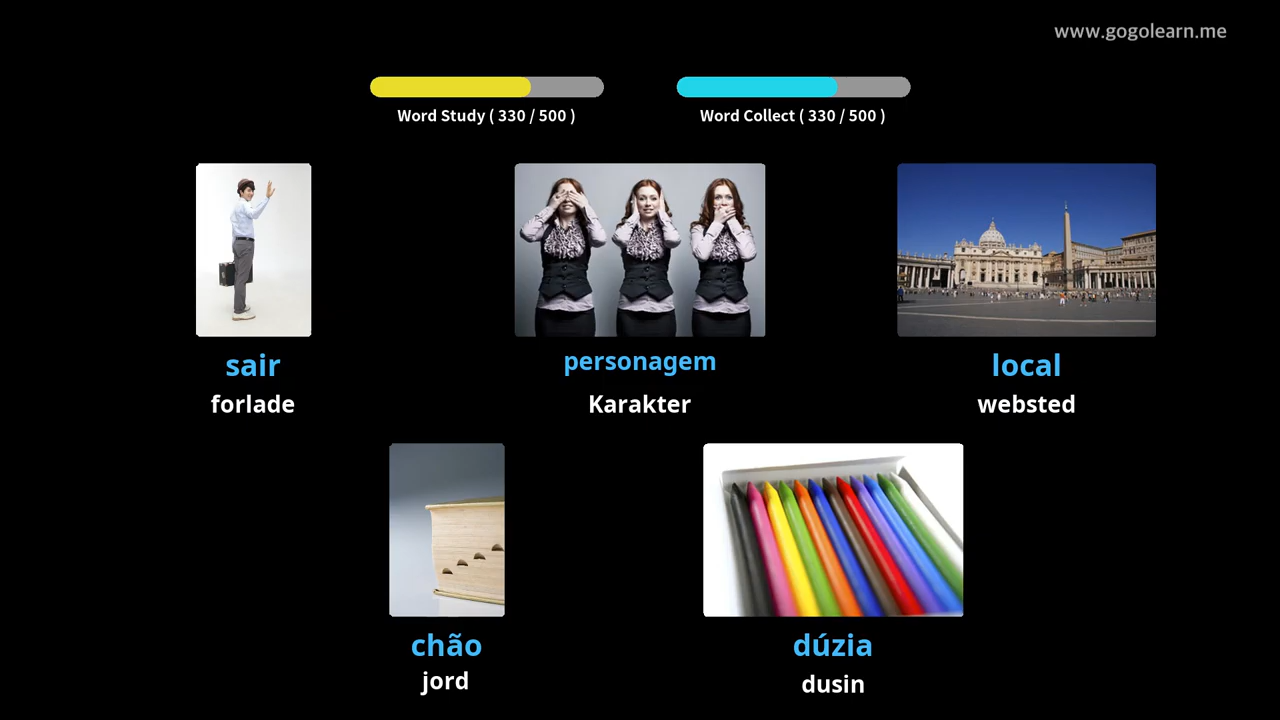 www.gogolearn.me
Word Study ( 330 / 500 )
Word Collect ( 330 / 500 )
sair
forlade
personagem
Karakter
local
websted
chão
jord
dúzia
dusin